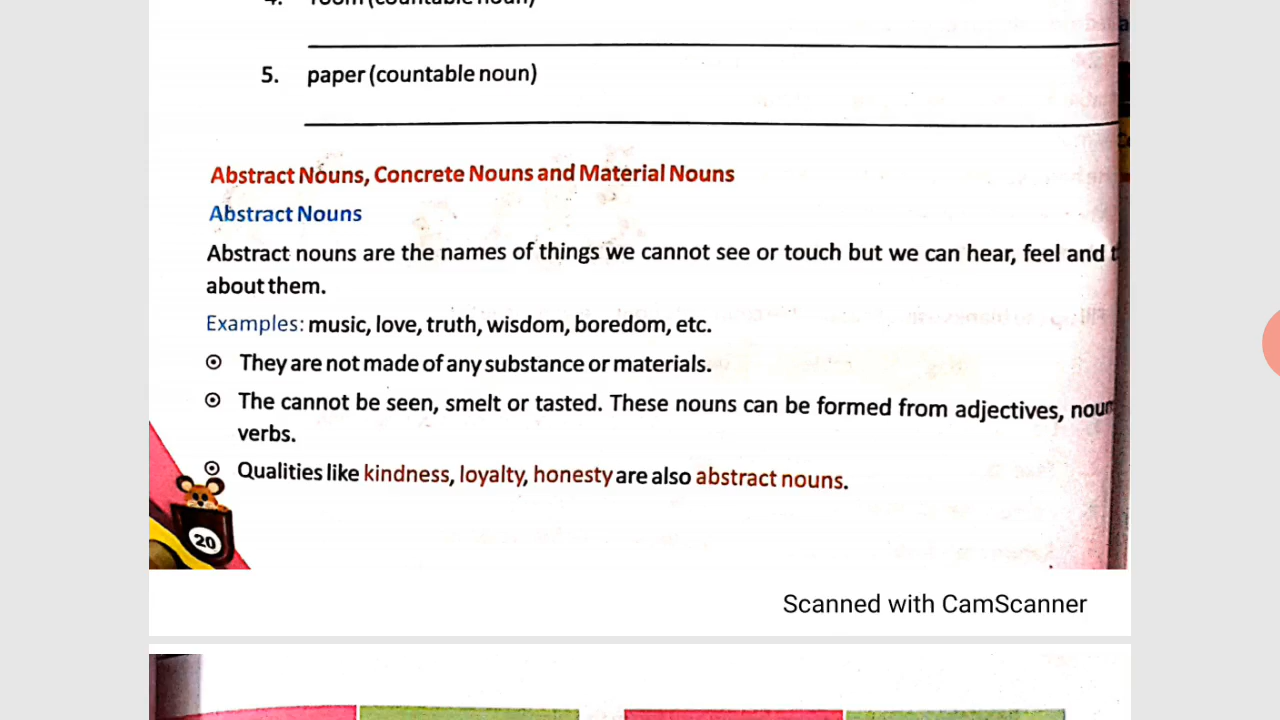 4. room (countable noun)
5. paper (countable noun)
Abstract Nouns, Concrete Nouns and Material Nouns
Abstract Nouns
Abstract nouns are the names of things we cannot see or touch but we can hear, feel and
about them.
Examples: music, love, truth, wisdom, boredom, etc.
They are not made of any substance or materials.
The cannot be seen, smelt or tasted. These nouns can be formed from adjectives,
verbs.
Qualities like kindness, loyalty, honesty are also abstract nouns.
20
Scanned with CamScanner